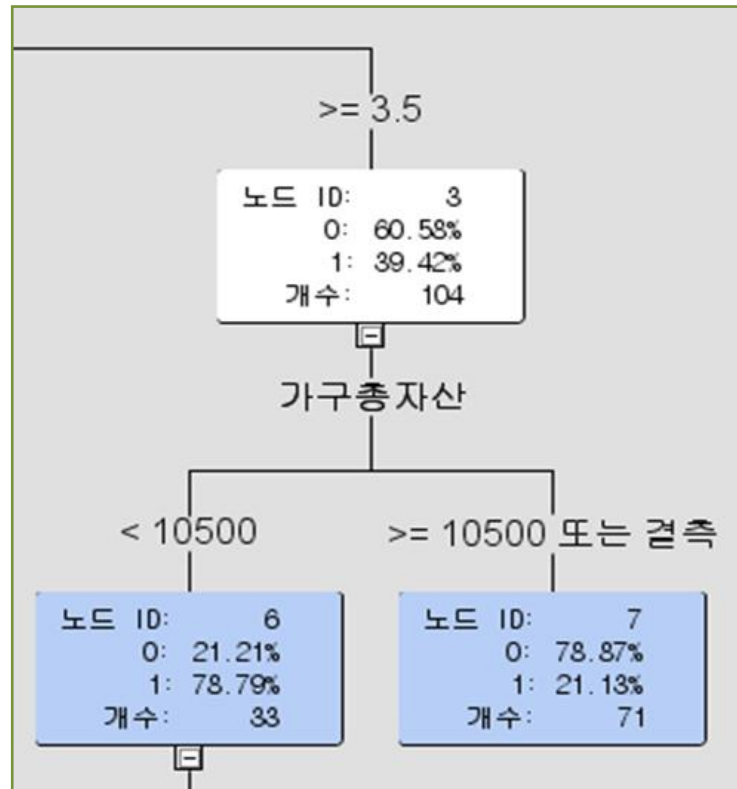 >= 3.5
노드 ID: 3
0: 60.58%
1: 39.42%
개수: 104
가구총자산
< 10500
>= 10500 또는 결측
노드 ID: 6
0: 21.21%
1: 78.79%
개수: 33
노드 ID: 7
0: 78.87%
1: 21.13%
개수: 71